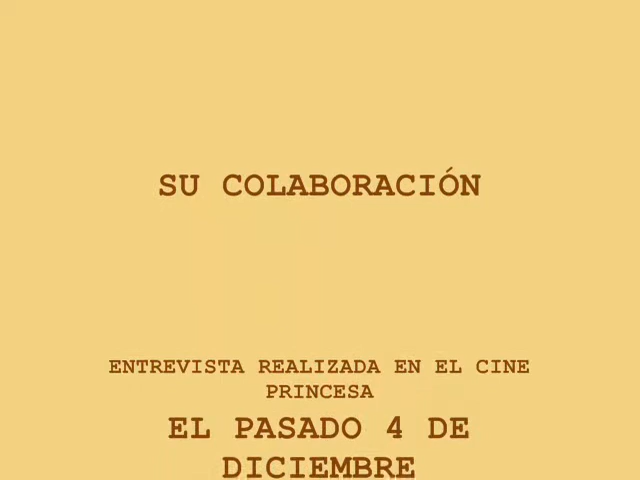 SU COLABORACIÓN
ENTREVISTA REALIZADA EN EL CINE
PRINCESA
EL PASADO 4 DE
DICIEMBRE